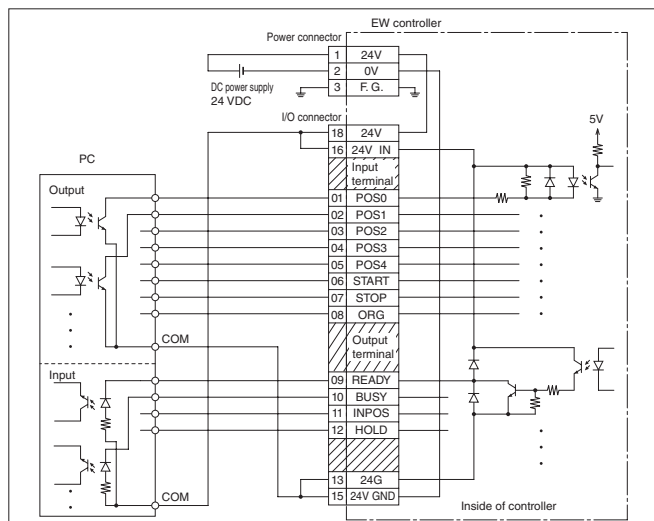 EW controller
Power connector
1 24V
2 0V
3 F. G.
DC power supply
24 VDC
I/O connector
18 24V
16 24V IN
5V
PC
Input
terminal
Output
01 POS0
02 POS1
03 POS2
04 POS3
05 POS4
06 START
07 STOP
08 ORG
COM
Output
terminal
Input
09 READY
10 BUSY
11 INPOS
12 HOLD
13 24G
COM
15 24V GND
Inside of controller